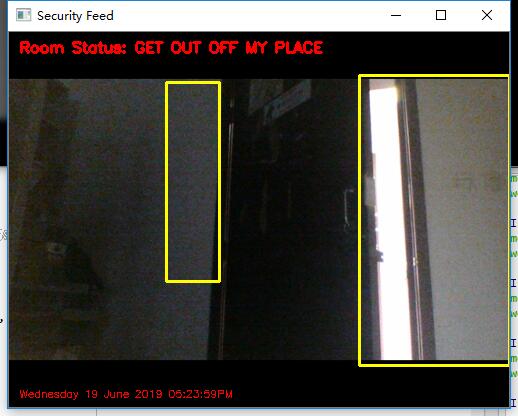 Security Feed
Room Status: GET OUT OFF MY PLACE
Wednesday 19 June 2019 05:23:59PM